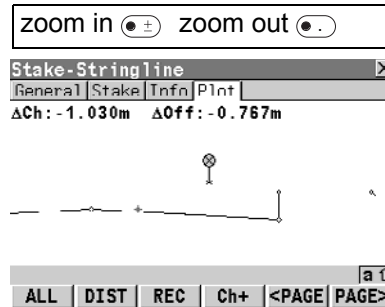 zoom in ± zoom out .
Stake-Stringline X
General Stake Info Plot
ΔCh:-1.030m ΔOff:-0.767m
a
ALL DIST REC Ch+ <PAGE PAGE>